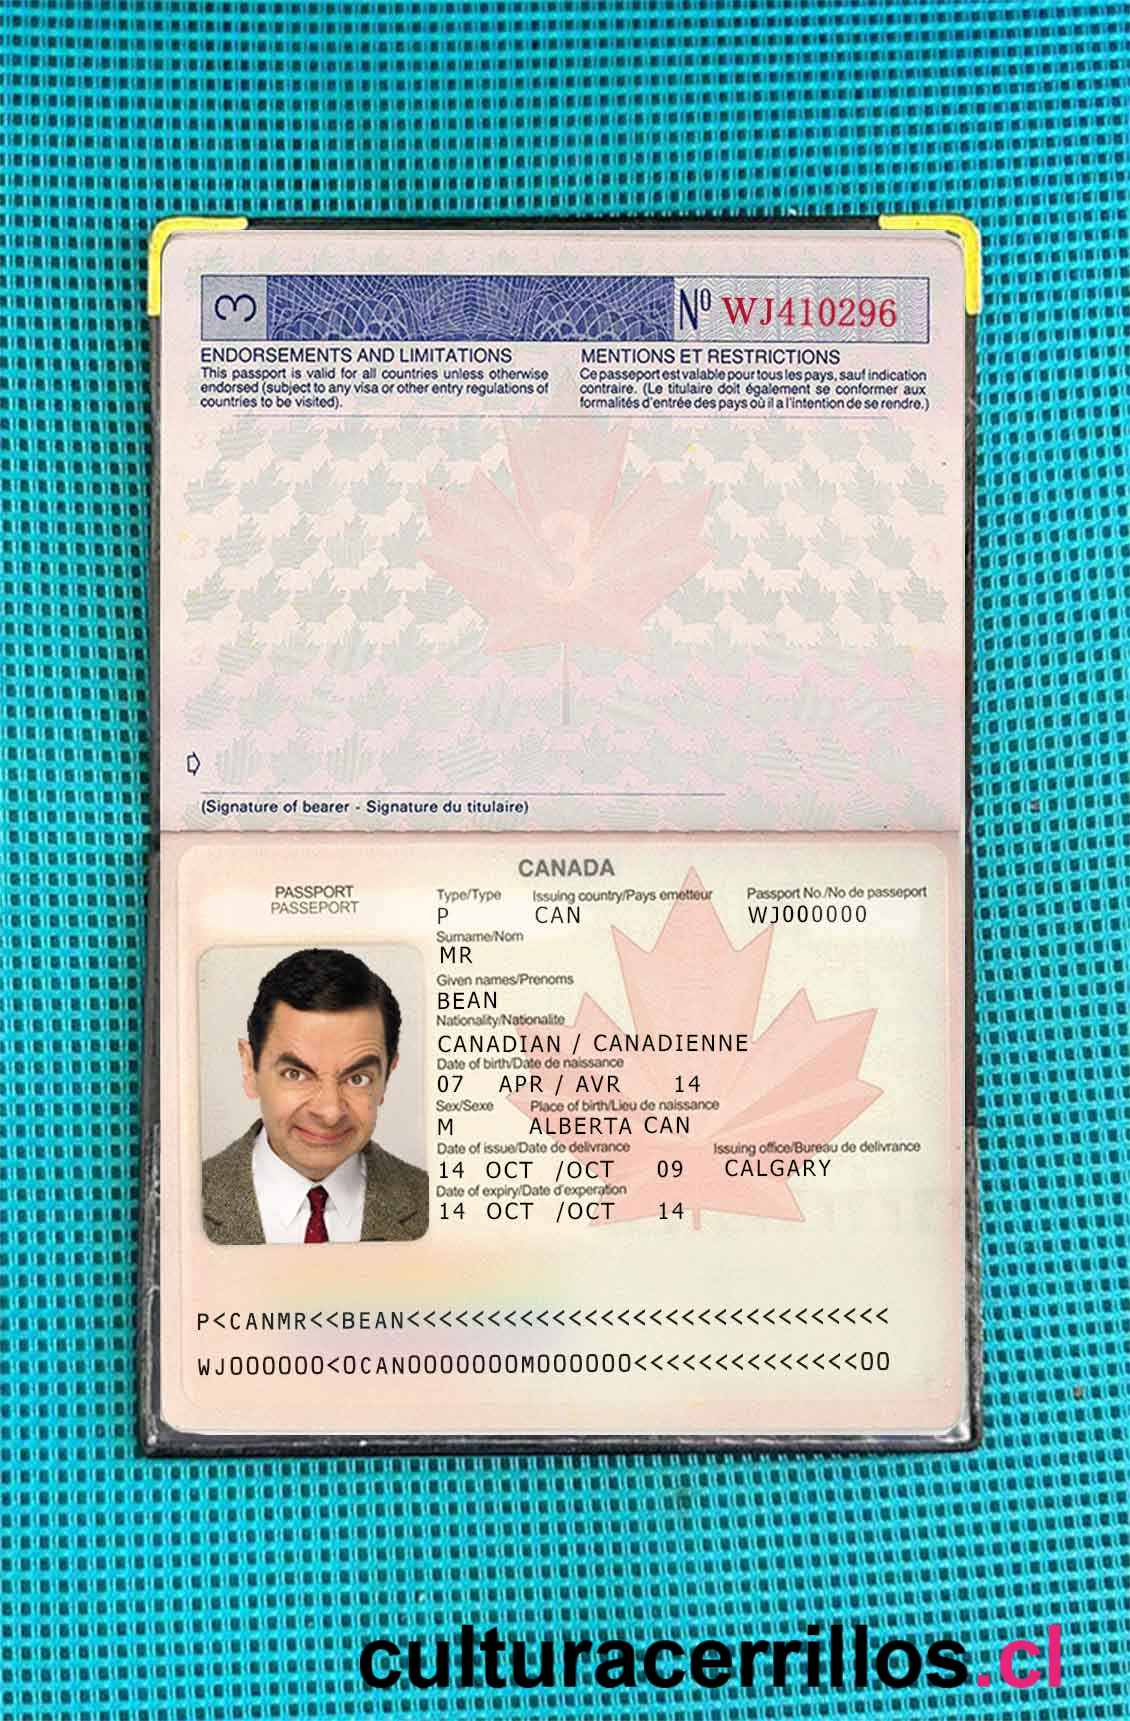 3
Nº WJ410296
ENDORSEMENTS AND LIMITATIONS
This passport is valid for all countries unless otherwise
endorsed (subject to any visa or other entry regulations of
countries to be visited).
MENTIONS ET RESTRICTIONS
Ce passeport est valable pour tous les pays, sauf indication
contraire. (Le titulaire doit également se conformer aux
formalités d'entrée des pays où il a l'intention de se rendre.)
3
(Signature of bearer - Signature du titulaire)
CANADA
PASSPORT
PASSEPORT
Type/Type Issuing country/Pays emetteur Passport No./No de passeport
P CAN WJ000000
Surname/Nom
MR
Given names/Prenoms
BEAN
Nationality/Nationalite
CANADIAN / CANADIENNE
Date of birth/Date de naissance
07 APR / AVR 14
Sex/Sexe Place of birth/Lieu de naissance
M ALBERTA CAN
Date of issue/Date de delivrance Issuing office/Bureau de delivrance
14 OCT /OCT 09 CALGARY
Date of expiry/Date d'experation
14 OCT /OCT 14
P<CANMR<<BEAN<<<<<<<<<<<<<<<<<<<<<<<<<<<<<<
WJ000000<0CAN0000000M000000<<<<<<<<<<<<<<00
culturacerrillos.cl